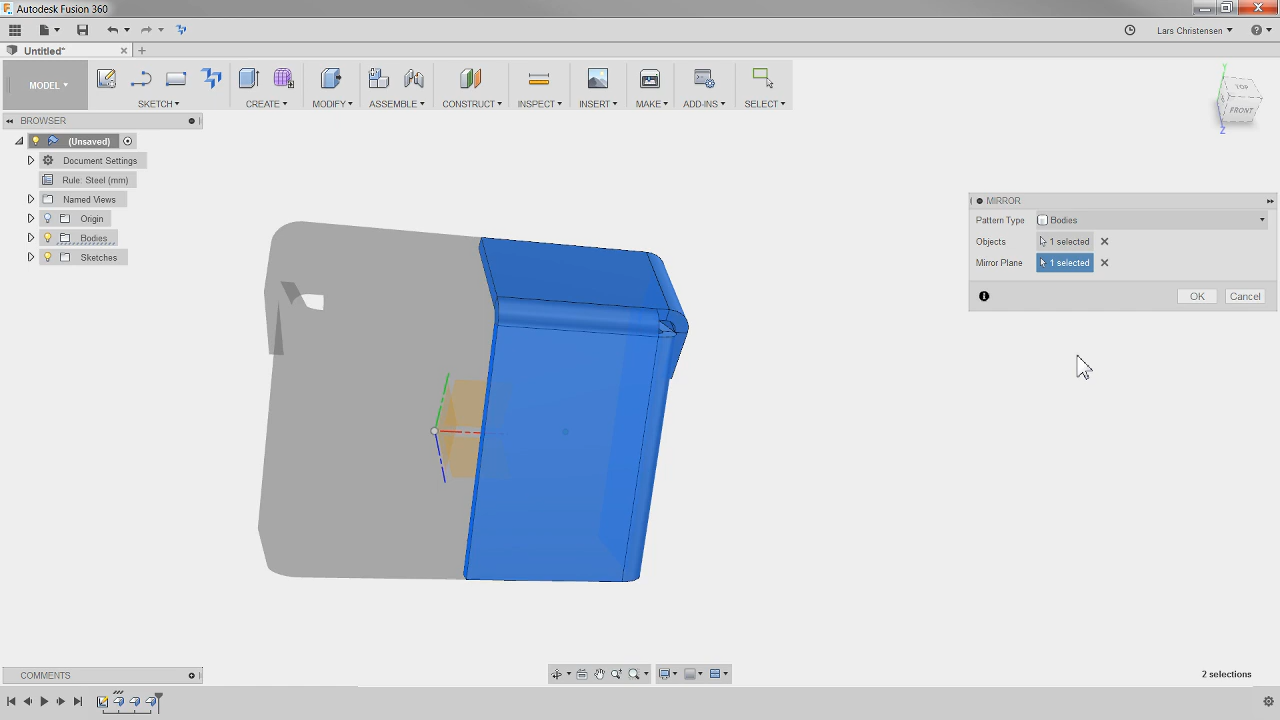 Autodesk Fusion 360
Lars Christensen
Untitled*
MODEL
SKETCH
CREATE
MODIFY
ASSEMBLE
CONSTRUCT
INSPECT
INSERT
MAKE
ADD-INS
SELECT
Y
TOP
FRONT
Z
BROWSER
(Unsaved)
Document Settings
Rule: Steel (mm)
Named Views
Origin
Bodies
Sketches
MIRROR
Pattern Type Bodies
Objects 1 selected
Mirror Plane 1 selected
OK Cancel
COMMENTS
2 selections